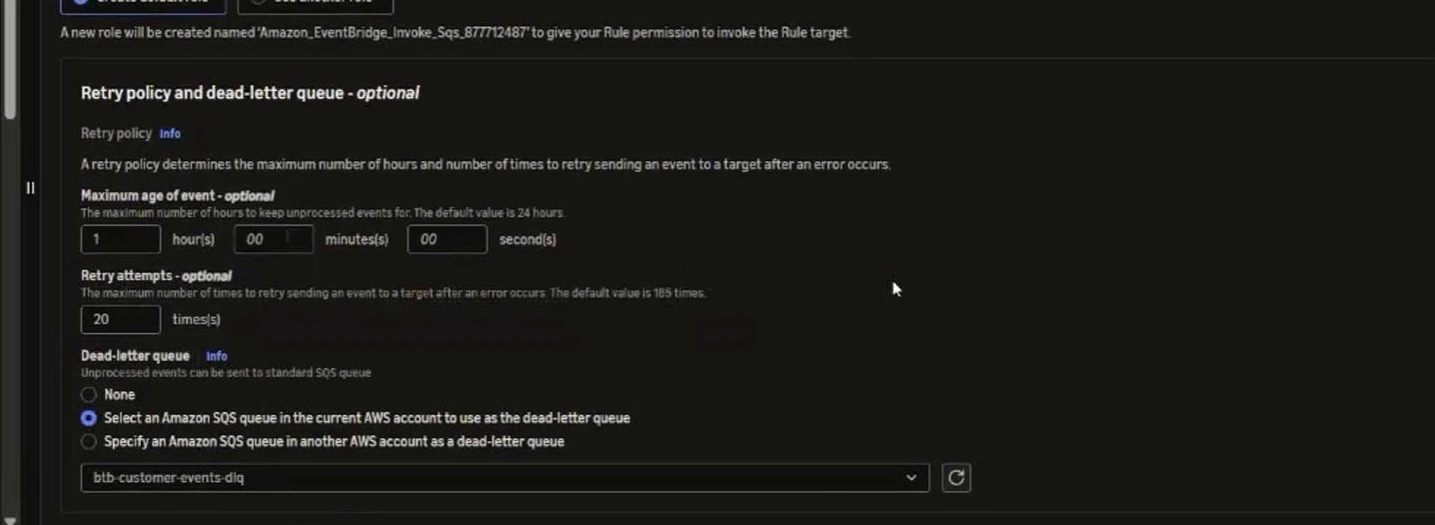 Create default role Use another role
A new role will be created named 'Amazon_EventBridge_Invoke_Sqs_877712487' to give your Rule permission to invoke the Rule target.
Retry policy and dead-letter queue - optional
Retry policy Info
A retry policy determines the maximum number of hours and number of times to retry sending an event to a target after an error occurs.
Maximum age of event - optional
The maximum number of hours to keep unprocessed events for. The default value is 24 hours.
1 hour(s) 00 minutes(s) 00 second(s)
Retry attempts - optional
The maximum number of times to retry sending an event to a target after an error occurs. The default value is 185 times.
20 times(s)
Dead-letter queue Info
Unprocessed events can be sent to standard SQS queue
None
Select an Amazon SQS queue in the current AWS account to use as the dead-letter queue
Specify an Amazon SQS queue in another AWS account as a dead-letter queue
btb-customer-events-dlq